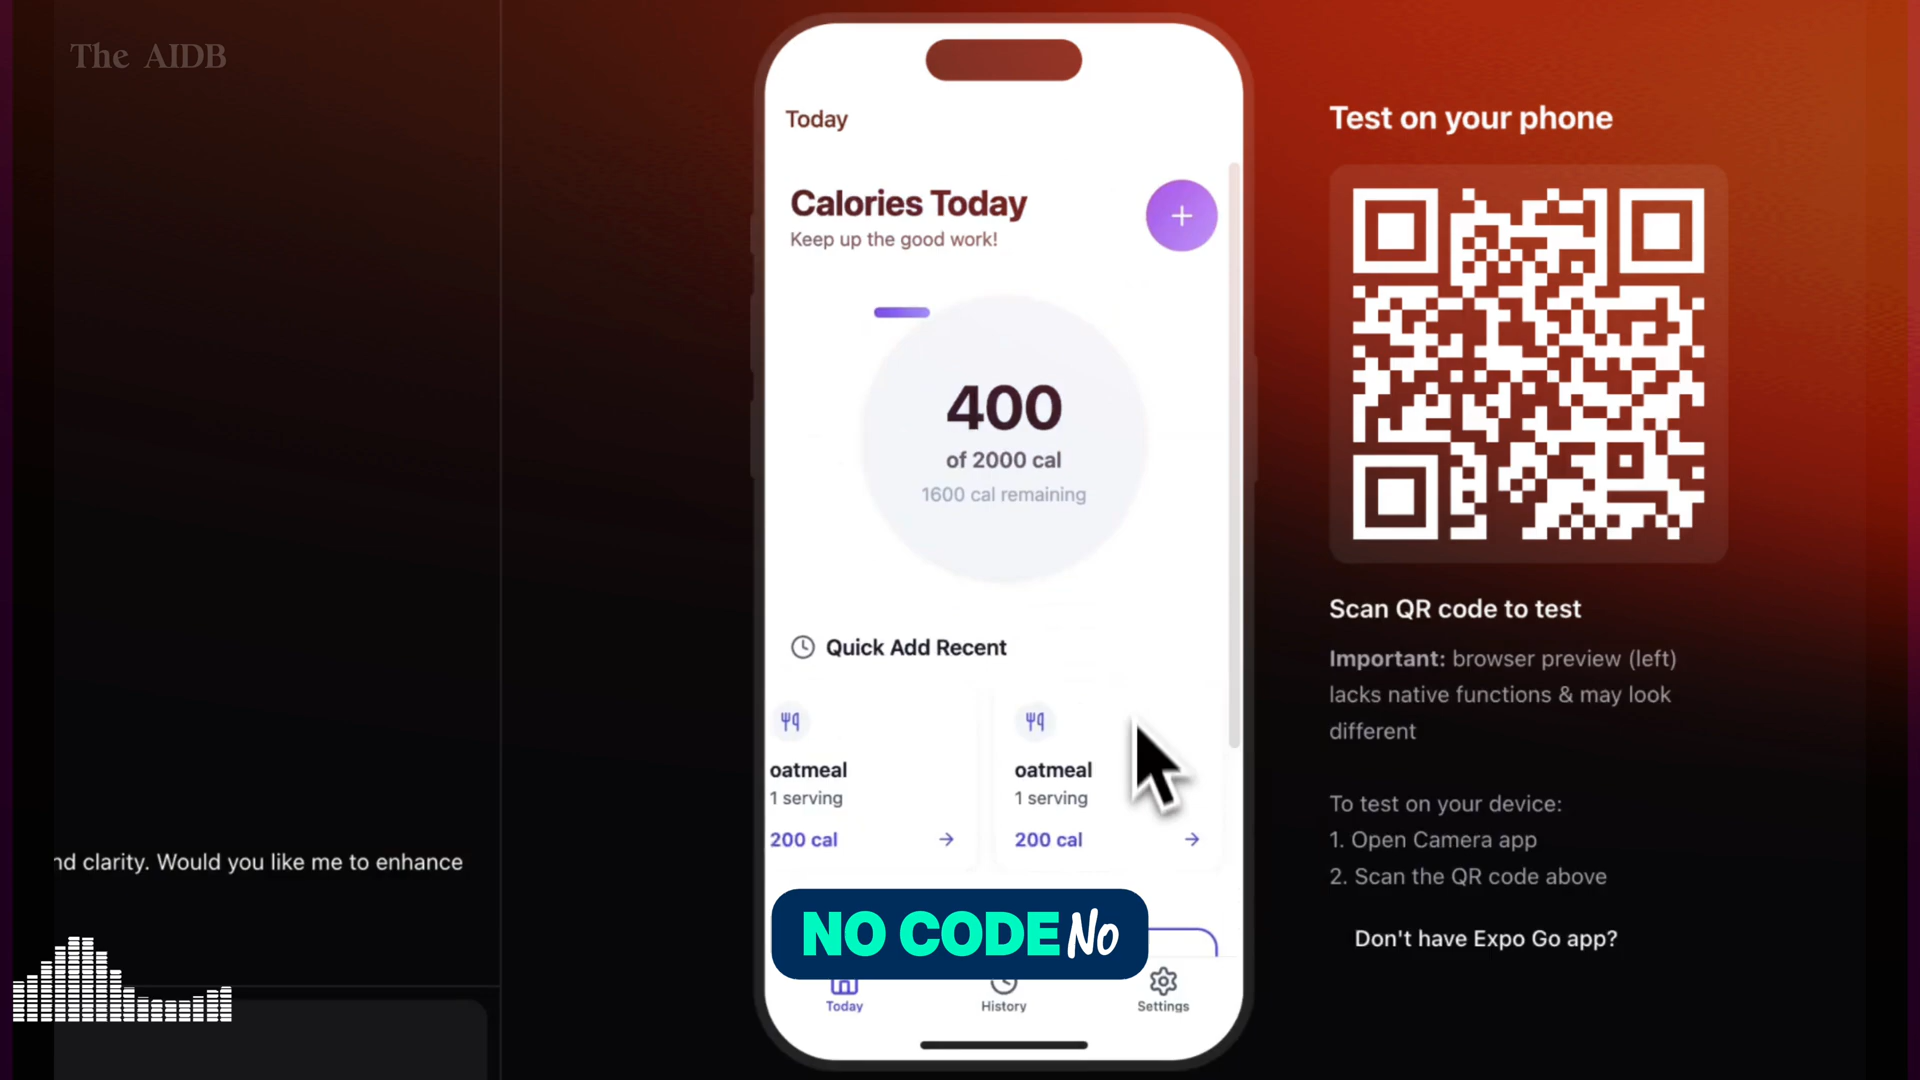 The AIDB
nd clarity. Would you like me to enhance
Today
Calories Today
Keep up the good work!
+
400
of 2000 cal
1600 cal remaining
Quick Add Recent
oatmeal
1 serving
200 cal
oatmeal
1 serving
200 cal
NO CODE No
Today
History
Settings
Test on your phone
Scan QR code to test
Important: browser preview (left)
lacks native functions & may look
different
To test on your device:
1. Open Camera app
2. Scan the QR code above
Don't have Expo Go app?